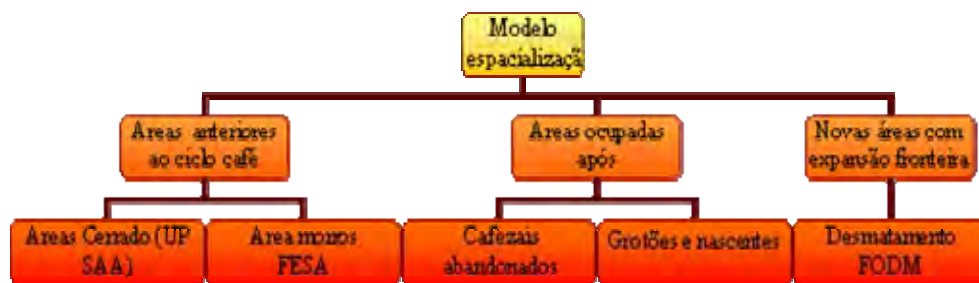 Modelo
espacializaçã
Areas anteriores
ao ciclo café
Areas ocupadas
após
Novas áreas com
expansão fronteira
Areas Cerrado (UP
SAA)
Area morros
FESA
Cafezais
abandonados
Grotões e nascentes
Desmatamento
FODM